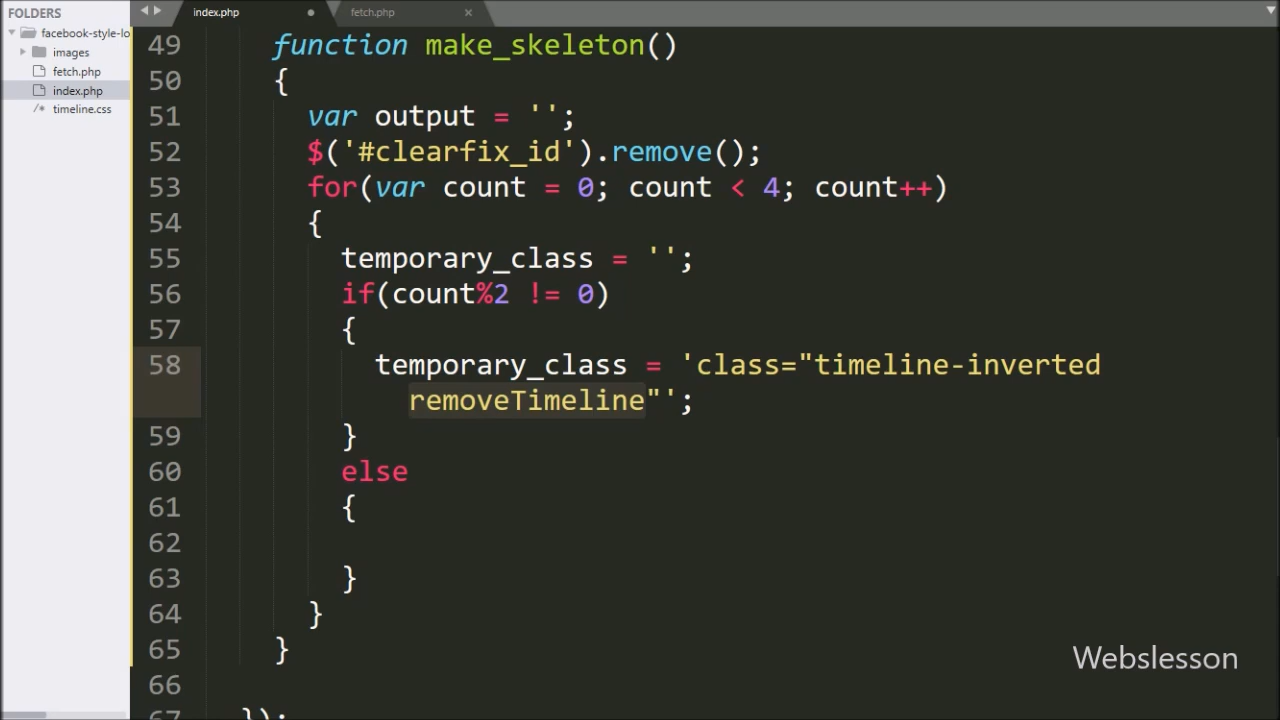 FOLDERS
facebook-style-lo
images
fetch.php
index.php
timeline.css
index.php
fetch.php
49 function make_skeleton()
50 {
51 var output = '';
52 $('#clearfix_id').remove();
53 for(var count = 0; count < 4; count++)
54 {
55 temporary_class = '';
56 if(count%2 != 0)
57 {
58 temporary_class = 'class="timeline-inverted
removeTimeline"';
59 }
60 else
61 {
62
63 }
64 }
65 }
66
67 });
Webslesson